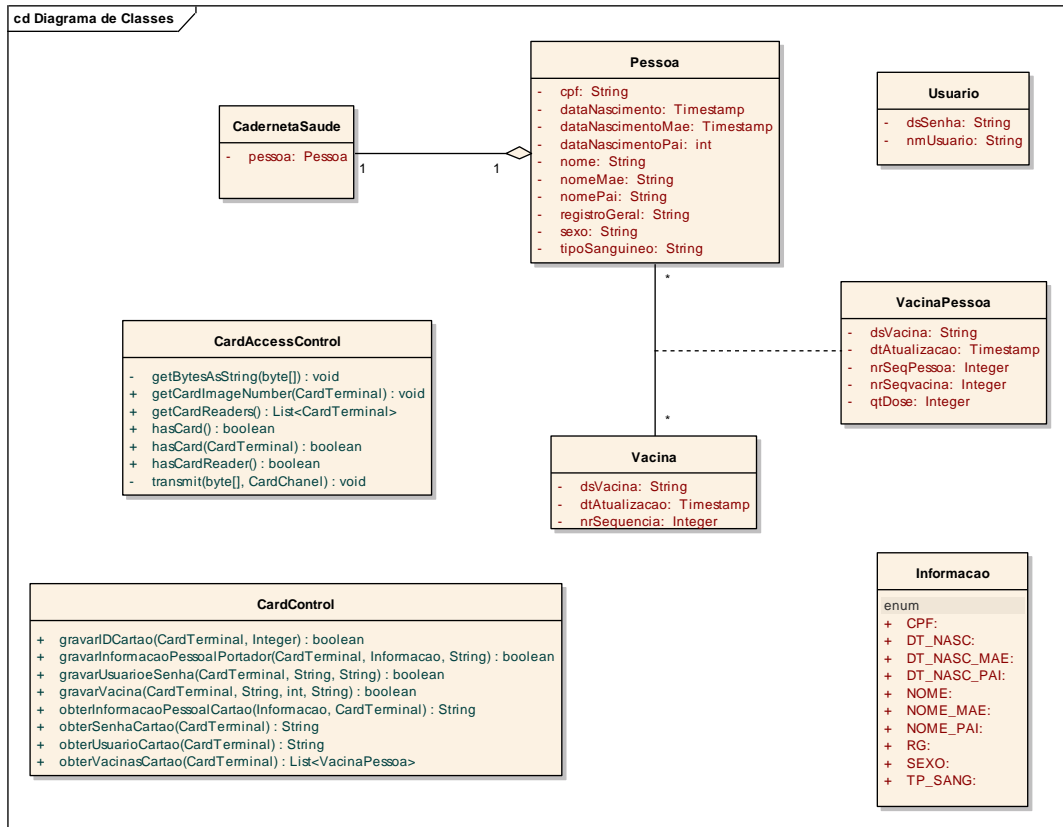 cd Diagrama de Classes
Pessoa
- cpf: String
- dataNascimento: Timestamp
- dataNascimentoMae: Timestamp
- dataNascimentoPai: int
- nome: String
- nomeMae: String
- nomePai: String
- registroGeral: String
- sexo: String
- tipoSanguineo: String
Usuario
- dsSenha: String
- nmUsuario: String
CadernetaSaude
- pessoa: Pessoa
1
1
*
*
VacinaPessoa
- dsVacina: String
- dtAtualizacao: Timestamp
- nrSeqPessoa: Integer
- nrSeqvacina: Integer
- qtDose: Integer
CardAccessControl
- getBytesAsString(byte[]) : void
+ getCardImageNumber(CardTerminal) : void
+ getCardReaders() : List<CardTerminal>
+ hasCard() : boolean
+ hasCard(CardTerminal) : boolean
+ hasCardReader() : boolean
- transmit(byte[], CardChanel) : void
Vacina
- dsVacina: String
- dtAtualizacao: Timestamp
- nrSequencia: Integer
CardControl
+ gravarIDCartao(CardTerminal, Integer) : boolean
+ gravarInformacaoPessoalPortador(CardTerminal, Informacao, String) : boolean
+ gravarUsuarioeSenha(CardTerminal, String, String) : boolean
+ gravarVacina(CardTerminal, String, int, String) : boolean
+ obterInformacaoPessoalCartao(Informacao, CardTerminal) : String
+ obterSenhaCartao(CardTerminal) : String
+ obterUsuarioCartao(CardTerminal) : String
+ obterVacinasCartao(CardTerminal) : List<VacinaPessoa>
Informacao
enum
+ CPF:
+ DT_NASC:
+ DT_NASC_MAE:
+ DT_NASC_PAI:
+ NOME:
+ NOME_MAE:
+ NOME_PAI:
+ RG:
+ SEXO:
+ TP_SANG: